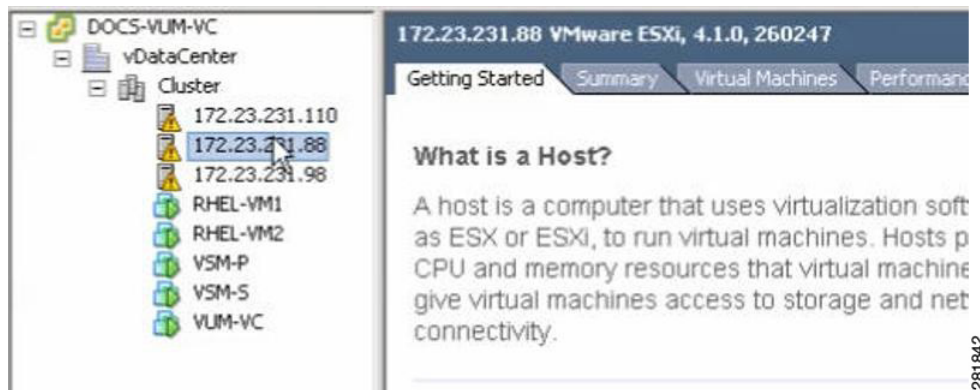 DOCS-VUM-VC
vDataCenter
Cluster
172.23.231.110
172.23.231.88
172.23.231.98
RHEL-VM1
RHEL-VM2
VSM-P
VSM-S
VUM-VC
172.23.231.88 VMware ESXi, 4.1.0, 260247
Getting Started Summary Virtual Machines Performanc
What is a Host?
A host is a computer that uses virtualization soft
as ESX or ESXi, to run virtual machines. Hosts p
CPU and memory resources that virtual machine
give virtual machines access to storage and net
connectivity.
281842